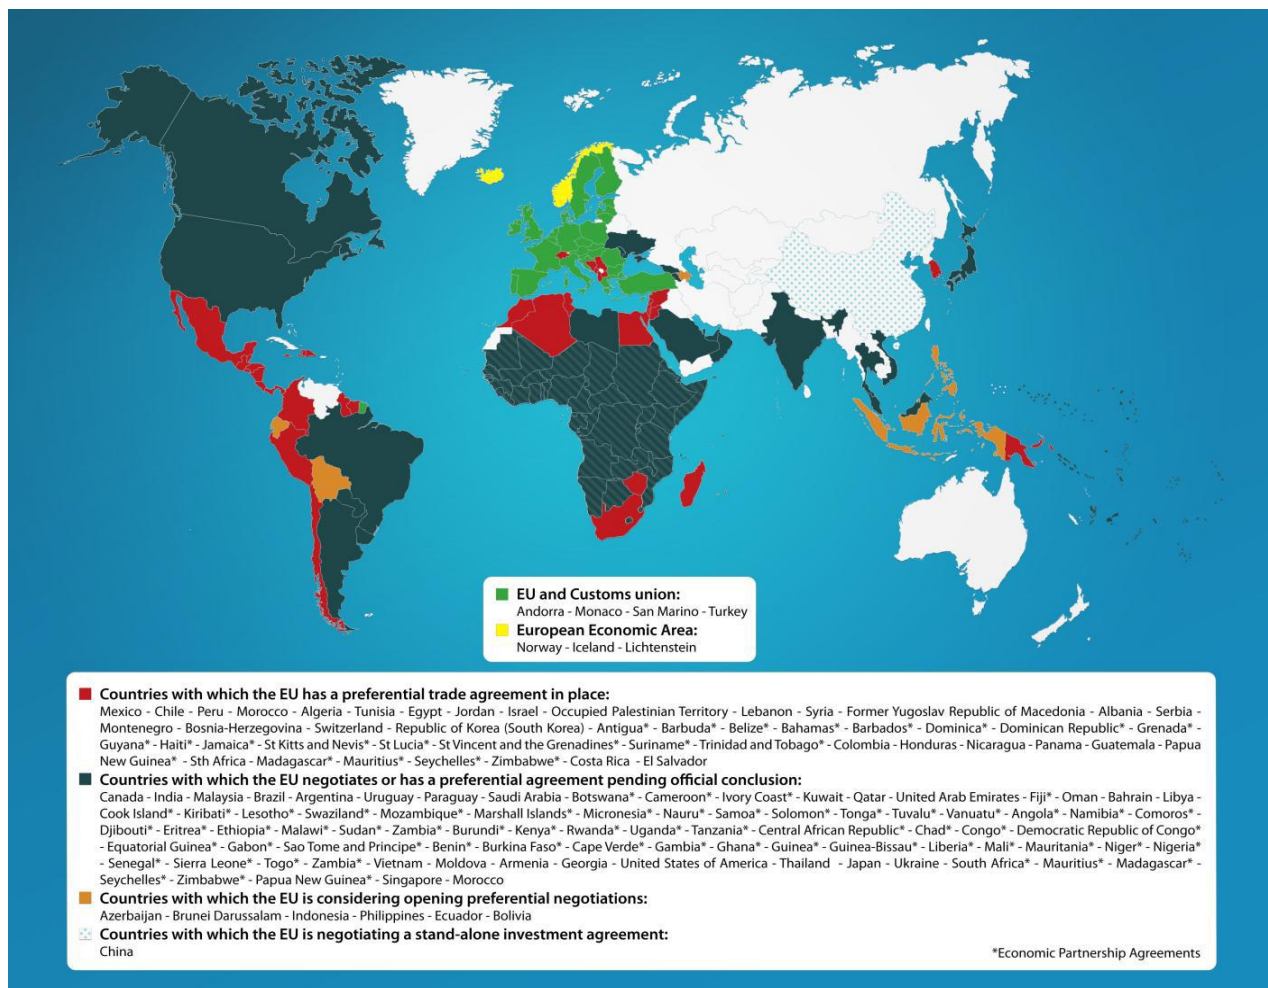 EU and Customs union:
Andorra - Monaco - San Marino - Turkey
European Economic Area:
Norway - Iceland - Lichtenstein
Countries with which the EU has a preferential trade agreement in place:
Mexico - Chile - Peru - Morocco - Algeria - Tunisia - Egypt - Jordan - Israel - Occupied Palestinian Territory - Lebanon - Syria - Former Yugoslav Republic of Macedonia - Albania - Serbia -
Montenegro - Bosnia-Herzegovina - Switzerland - Republic of Korea (South Korea) - Antigua* - Barbuda* - Belize* - Bahamas* - Barbados* - Dominica* - Dominican Republic* - Grenada* -
Guyana* - Haiti* - Jamaica* - St Kitts and Nevis* - St Lucia* - St Vincent and the Grenadines* - Suriname* - Trinidad and Tobago* - Colombia - Honduras - Nicaragua - Panama - Guatemala - Papua
New Guinea* - Sth Africa - Madagascar* - Mauritius* - Seychelles* - Zimbabwe* - Costa Rica - El Salvador
Countries with which the EU negotiates or has a preferential agreement pending official conclusion:
Canada - India - Malaysia - Brazil - Argentina - Uruguay - Paraguay - Saudi Arabia - Botswana* - Cameroon* - Ivory Coast* - Kuwait - Qatar - United Arab Emirates - Fiji* - Oman - Bahrain - Libya -
Cook Island* - Kiribati* - Lesotho* - Swaziland* - Mozambique* - Marshall Islands* - Micronesia* - Nauru* - Samoa* - Solomon* - Tonga* - Tuvalu* - Vanuatu* - Angola* - Namibia* - Comoros* -
Djibouti* - Eritrea* - Ethiopia* - Malawi* - Sudan* - Zambia* - Burundi* - Kenya* - Rwanda* - Uganda* - Tanzania* - Central African Republic* - Chad* - Congo* - Democratic Republic of Congo*
- Equatorial Guinea* - Gabon* - Sao Tome and Principe* - Benin* - Burkina Faso* - Cape Verde* - Gambia* - Ghana* - Guinea* - Guinea-Bissau* - Liberia* - Mali* - Mauritania* - Niger* - Nigeria*
- Senegal* - Sierra Leone* - Togo* - Zambia* - Vietnam - Moldova - Armenia - Georgia - United States of America - Thailand - Japan - Ukraine - South Africa* - Mauritius* - Madagascar* -
Seychelles* - Zimbabwe* - Papua New Guinea* - Singapore - Morocco
Countries with which the EU is considering opening preferential negotiations:
Azerbaijan - Brunei Darussalam - Indonesia - Philippines - Ecuador - Bolivia
Countries with which the EU is negotiating a stand-alone investment agreement:
China
*Economic Partnership Agreements